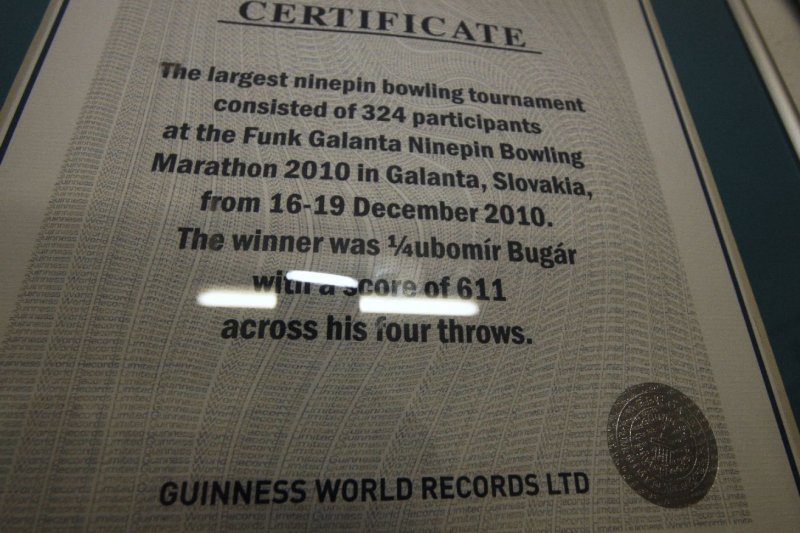 CERTIFICATE
The largest ninepin bowling tournament
consisted of 324 participants
at the Funk Galanta Ninepin Bowling
Marathon 2010 in Galanta, Slovakia,
from 16-19 December 2010.
The winner was ¼ubomír Bugár
with a score of 611
across his four throws.
GUINNESS WORLD RECORDS LTD